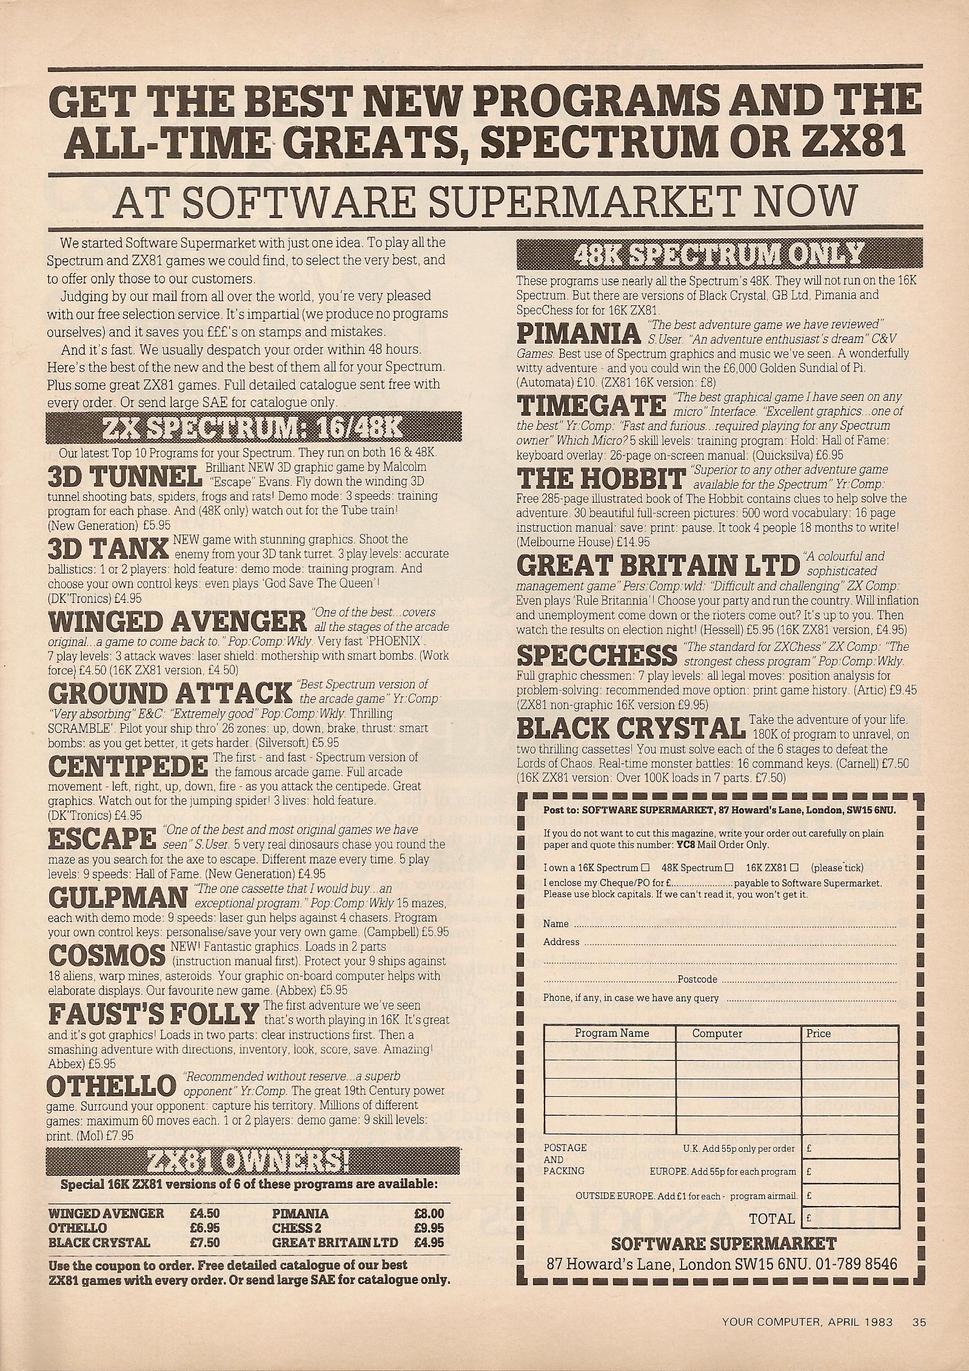 GET THE BEST NEW PROGRAMS AND THE
ALL-TIME GREATS, SPECTRUM OR ZX81
AT SOFTWARE SUPERMARKET NOW
We started Software Supermarket with just one idea. To play all the
Spectrum and ZX81 games we could find, to select the very best, and
to offer only those to our customers.
Judging by our mail from all over the world, you're very pleased
with our free selection service. It's impartial (we produce no programs
ourselves) and it saves you £££'s on stamps and mistakes.
And it's fast. We usually despatch your order within 48 hours.
Here's the best of the new and the best of them all for your Spectrum.
Plus some great ZX81 games. Full detailed catalogue sent free with
every order. Or send large SAE for catalogue only.
ZX SPECTRUM: 16/48K
Our latest Top 10 Programs for your Spectrum. They run on both 16 & 48K.
3D TUNNEL Brilliant NEW 3D graphic game by Malcolm
"Escape" Evans. Fly down the winding 3D
tunnel shooting bats, spiders, frogs and rats! Demo mode: 3 speeds: training
program for each phase. And (48K only) watch out for the Tube train!
(New Generation) £5.95
3D TANX NEW game with stunning graphics. Shoot the
enemy from your 3D tank turret. 3 play levels: accurate
ballistics: 1 or 2 players: hold feature: demo mode: training program. And
choose your own control keys: even plays 'God Save The Queen'!
(DK'Tronics) £4.95
WINGED AVENGER "One of the best...covers
all the stages of the arcade
original...a game to come back to." Pop:Comp:Wkly. Very fast 'PHOENIX'.
7 play levels: 3 attack waves: laser shield: mothership with smart bombs. (Work
force) £4.50 (16K ZX81 version, £4.50)
GROUND ATTACK "Best Spectrum version of
the arcade game" Yr:Comp:
"Very absorbing" E&C: "Extremely good" Pop:Comp:Wkly. Thrilling
SCRAMBLE'. Pilot your ship thro' 26 zones: up, down, brake, thrust: smart
bombs: as you get better, it gets harder. (Silversoft) £5.95
CENTIPEDE The first - and fast - Spectrum version of
the famous arcade game. Full arcade
movement - left, right, up, down, fire - as you attack the centipede. Great
graphics. Watch out for the jumping spider! 3 lives: hold feature.
(DK'Tronics) £4.95
ESCAPE "One of the best and most original games we have
seen" S.User. 5 very real dinosaurs chase you round the
maze as you search for the axe to escape. Different maze every time. 5 play
levels: 9 speeds: Hall of Fame. (New Generation) £4.95
GULPMAN "The one cassette that I would buy...an
exceptional program." Pop:Comp:Wkly 15 mazes,
each with demo mode: 9 speeds: laser gun helps against 4 chasers. Program
your own control keys: personalise/save your very own game. (Campbell) £5.95
COSMOS NEW! Fantastic graphics. Loads in 2 parts
(instruction manual first). Protect your 9 ships against
18 aliens, warp mines, asteroids. Your graphic on-board computer helps with
elaborate displays. Our favourite new game. (Abbex) £5.95
FAUST'S FOLLY The first adventure we've seen
that's worth playing in 16K. It's great
and it's got graphics! Loads in two parts: clear instructions first. Then a
smashing adventure with directions, inventory, look, score, save. Amazing!
Abbex) £5.95
OTHELLO "Recommended without reserve...a superb
opponent" Yr:Comp. The great 19th Century power
game. Surround your opponent: capture his territory. Millions of different
games: maximum 60 moves each. 1 or 2 players: demo game: 9 skill levels:
print. (MoI) £7.95
ZX81 OWNERS!
Special 16K ZX81 versions of 6 of these programs are available:
WINGED AVENGER £4.50 PIMANIA £8.00
OTHELLO £6.95 CHESS 2 £9.95
BLACK CRYSTAL £7.50 GREAT BRITAIN LTD £4.95
Use the coupon to order. Free detailed catalogue of our best
ZX81 games with every order. Or send large SAE for catalogue only.
48K SPECTRUM ONLY
These programs use nearly all the Spectrum's 48K. They will not run on the 16K
Spectrum. But there are versions of Black Crystal, GB Ltd, Pimania and
SpecChess for for 16K ZX81.
PIMANIA "The best adventure game we have reviewed"
S.User. "An adventure enthusiast's dream" C&V
Games. Best use of Spectrum graphics and music we've seen. A wonderfully
witty adventure - and you could win the £6,000 Golden Sundial of Pi.
(Automata) £10. (ZX81 16K version: £8)
TIMEGATE "The best graphical game I have seen on any
micro" Interface. "Excellent graphics...one of
the best" Yr:Comp: "Fast and furious...required playing for any Spectrum
owner" Which Micro? 5 skill levels: training program: Hold: Hall of Fame:
keyboard overlay: 26-page on-screen manual: (Quicksilva) £6.95
THE HOBBIT "Superior to any other adventure game
available for the Spectrum" Yr:Comp:
Free 285-page illustrated book of The Hobbit contains clues to help solve the
adventure. 30 beautiful full-screen pictures: 500 word vocabulary: 16 page
instruction manual: save: print: pause. It took 4 people 18 months to write!
(Melbourne House) £14.95
GREAT BRITAIN LTD "A colourful and
sophisticated
management game" Pers:Comp:wld: "Difficult and challenging" ZX Comp:
Even plays 'Rule Britannia'! Choose your party and run the country. Will inflation
and unemployment come down or the rioters come out? It's up to you. Then
watch the results on election night! (Hessell) £5.95 (16K ZX81 version, £4.95)
SPECCHESS "The standard for ZXChess" ZX Comp: "The
strongest chess program" Pop:Comp:Wkly.
Full graphic chessmen: 7 play levels: all legal moves: position analysis for
problem-solving: recommended move option: print game history. (Artic) £9.45
(ZX81 non-graphic 16K version £9.95)
BLACK CRYSTAL Take the adventure of your life.
180K of program to unravel, on
two thrilling cassettes! You must solve each of the 6 stages to defeat the
Lords of Chaos. Real-time monster battles: 16 command keys. (Carnell) £7.50
(16K ZX81 version: Over 100K loads in 7 parts. £7.50)
Post to: SOFTWARE SUPERMARKET, 87 Howard's Lane, London, SW15 6NU.
If you do not want to cut this magazine, write your order out carefully on plain
paper and quote this number: YC8 Mail Order Only.
I own a 16K Spectrum □ 48K Spectrum □ 16K ZX81 □ (please tick)
I enclose my Cheque/PO for £.....................payable to Software Supermarket.
Please use block capitals. If we can't read it, you won't get it.
Name
Address
Postcode
Phone, if any, in case we have any query
Program Name Computer Price
POSTAGE U.K. Add 55p only per order £
AND
PACKING EUROPE. Add 55p for each program £
OUTSIDE EUROPE. Add £1 for each - program airmail. £
TOTAL £
SOFTWARE SUPERMARKET
87 Howard's Lane, London SW15 6NU. 01-789 8546
YOUR COMPUTER, APRIL 1983 35